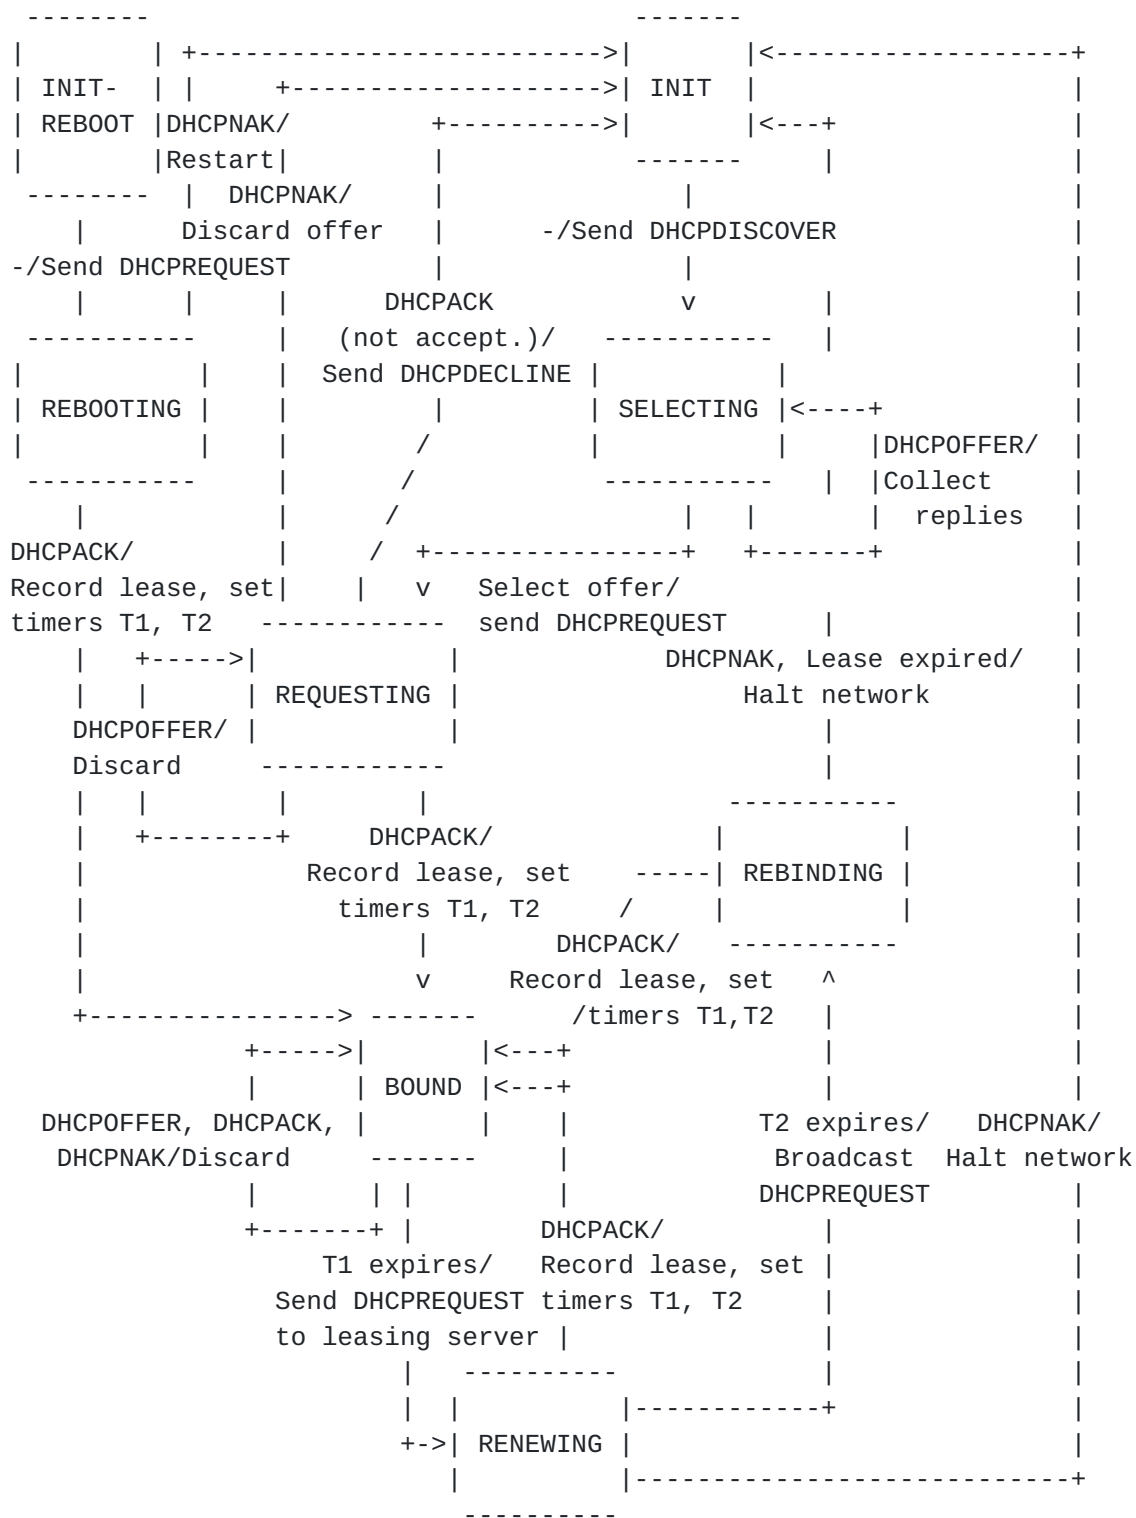 --------                               -------
|        | +-------------------------->|       |<-------------------+
| INIT-  | |     +-------------------->| INIT  |                    |
| REBOOT |DHCPNAK/         +---------->|       |<---+               |
|        |Restart|         |            -------     |               |
 --------  |  DHCPNAK/     |               |                        |
    |      Discard offer   |      -/Send DHCPDISCOVER               |
-/Send DHCPREQUEST         |               |                        |
    |      |     |      DHCPACK            v        |               |
 -----------     |   (not accept.)/   -----------   |               |
|           |    |  Send DHCPDECLINE |           |                  |
| REBOOTING |    |         |         | SELECTING |<----+            |
|           |    |        /          |           |     |DHCPOFFER/  |
 -----------     |       /            -----------   |  |Collect     |
    |            |      /                  |   |       |  replies   |
DHCPACK/         |     /  +----------------+   +-------+            |
Record lease, set|    |   v   Select offer/                         |
timers T1, T2   ------------  send DHCPREQUEST      |               |
    |   +----->|            |             DHCPNAK, Lease expired/   |
    |   |      | REQUESTING |                  Halt network         |
    DHCPOFFER/ |            |                       |               |
    Discard     ------------                        |               |
    |   |        |        |                   -----------           |
    |   +--------+     DHCPACK/              |           |          |
    |              Record lease, set    -----| REBINDING |          |
    |                timers T1, T2     /     |           |          |
    |                     |        DHCPACK/   -----------           |
    |                     v     Record lease, set   ^               |
    +----------------> -------      /timers T1,T2   |               |
               +----->|       |<---+                |               |
               |      | BOUND |<---+                |               |
  DHCPOFFER, DHCPACK, |       |    |            T2 expires/   DHCPNAK/
   DHCPNAK/Discard     -------     |             Broadcast  Halt network
               |       | |         |            DHCPREQUEST         |
               +-------+ |        DHCPACK/          |               |
                    T1 expires/   Record lease, set |               |
                 Send DHCPREQUEST timers T1, T2     |               |
                 to leasing server |                |               |
                         |   ----------             |               |
                         |  |          |------------+               |
                         +->| RENEWING |                            |
                            |          |----------------------------+
                             ----------